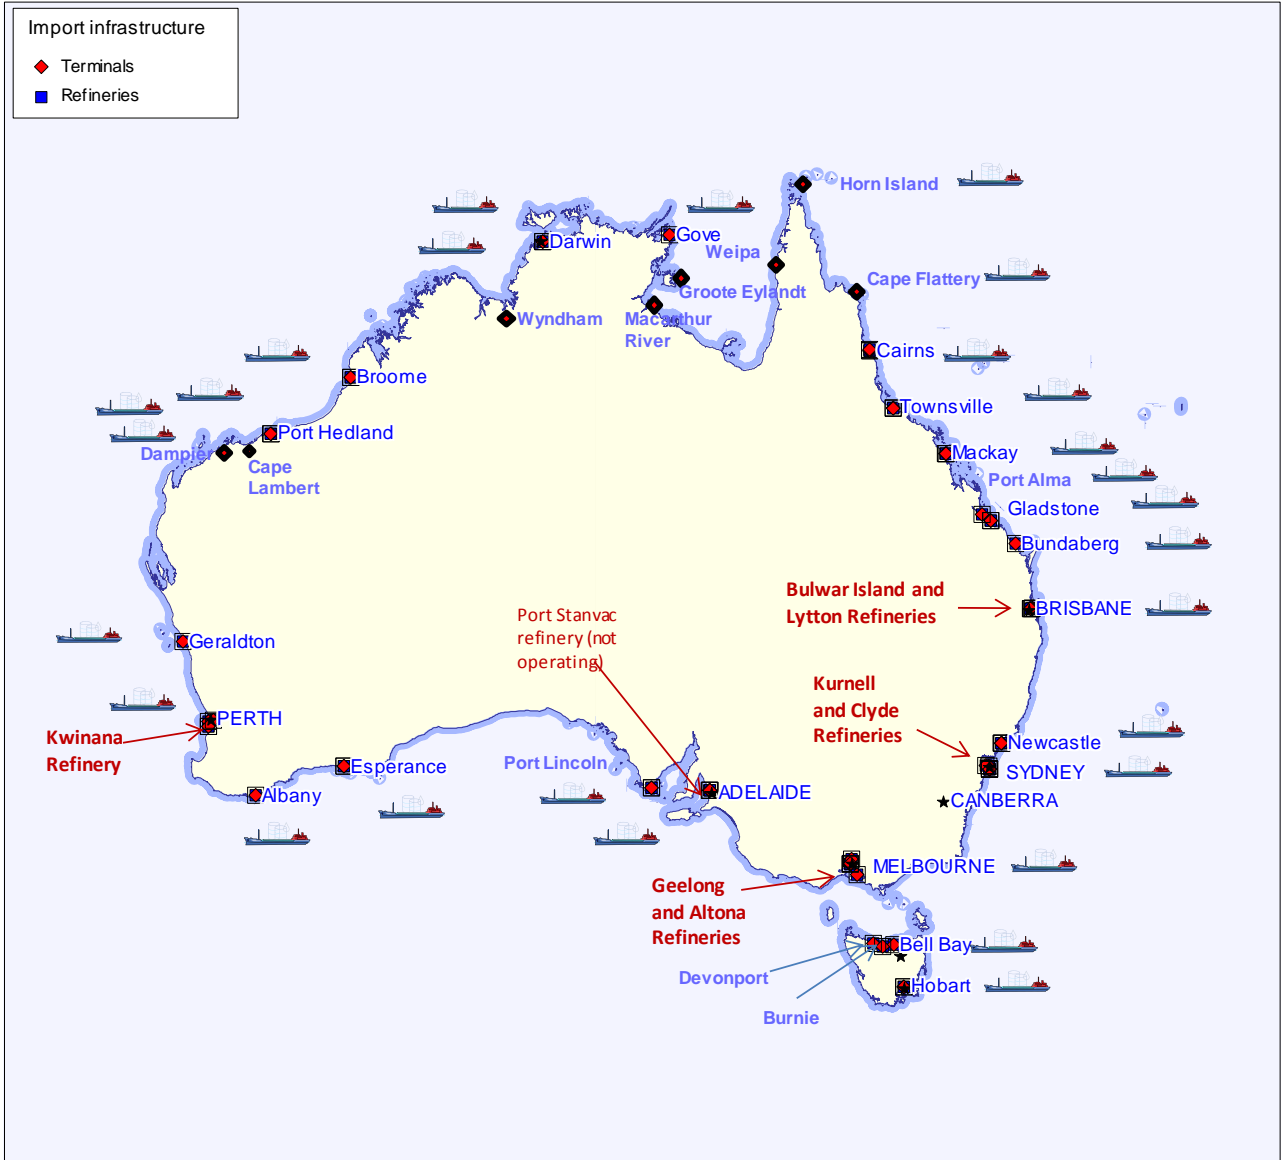 Import infrastructure
Terminals
Refineries
Horn Island
Darwin
Gove
Weipa
Groote Eylandt
Cape Flattery
Wyndham
Macarthur
River
Cairns
Broome
Townsville
Port Hedland
Dampier
Cape
Lambert
Mackay
Port Alma
Gladstone
Bundaberg
Bulwar Island and
Lytton Refineries
BRISBANE
Port Stanvac
refinery (not
operating)
Geraldton
Kurnell
and Clyde
Refineries
PERTH
Kwinana
Refinery
Newcastle
Esperance
Port Lincoln
SYDNEY
Albany
ADELAIDE
CANBERRA
MELBOURNE
Geelong
and Altona
Refineries
Bell Bay
Devonport
Hobart
Burnie